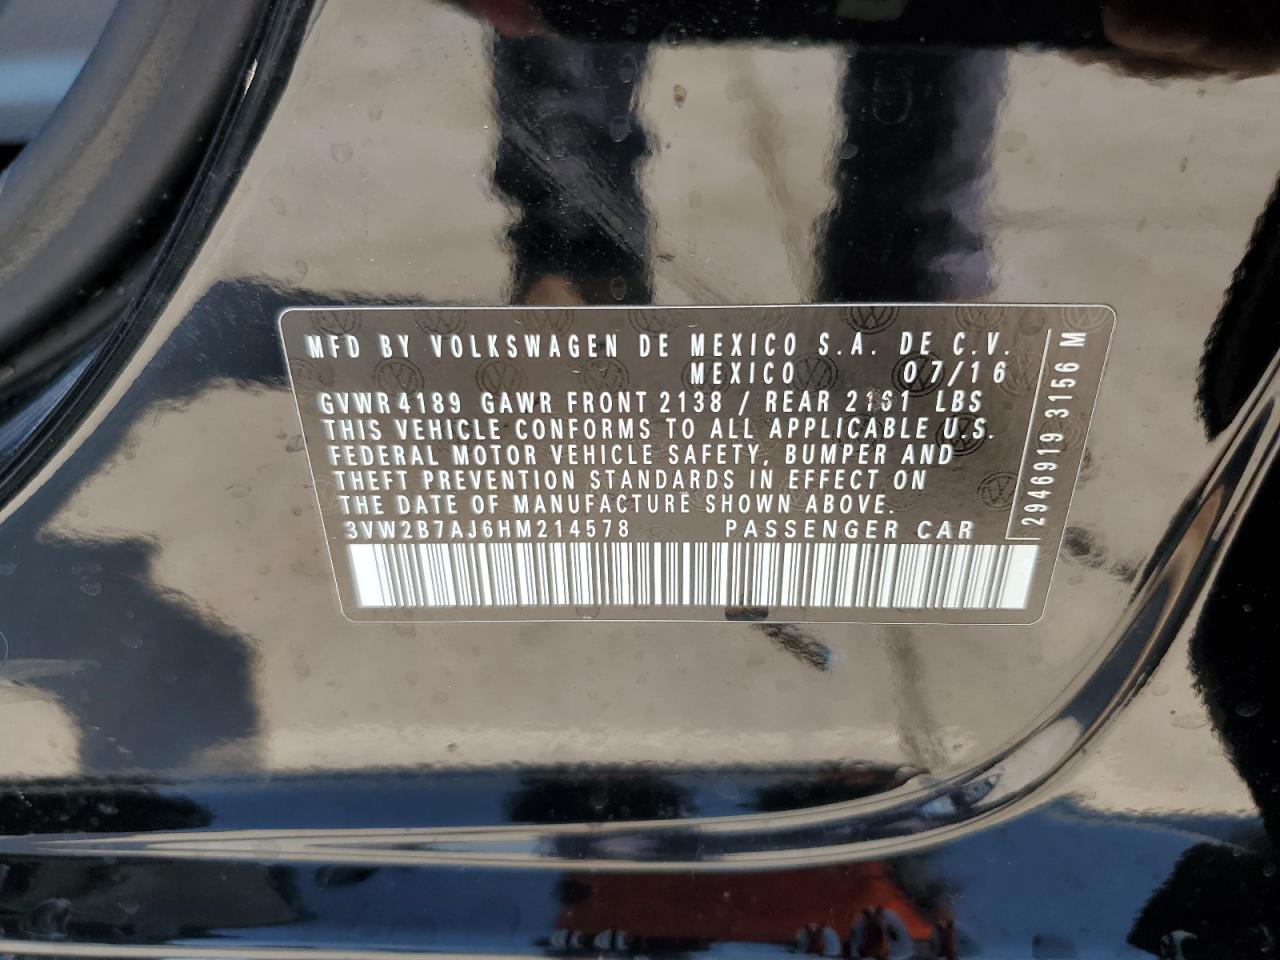 MFD BY VOLKSWAGEN DE MEXICO S.A. DE C.V.
MEXICO 07/16
GVWR 4189 GAWR FRONT 2138 / REAR 2161 LBS
THIS VEHICLE CONFORMS TO ALL APPLICABLE U.S.
FEDERAL MOTOR VEHICLE SAFETY, BUMPER AND
THEFT PREVENTION STANDARDS IN EFFECT ON
THE DATE OF MANUFACTURE SHOWN ABOVE.
3VW2B7AJ6HM214578 PASSENGER CAR
2946919 3156 M